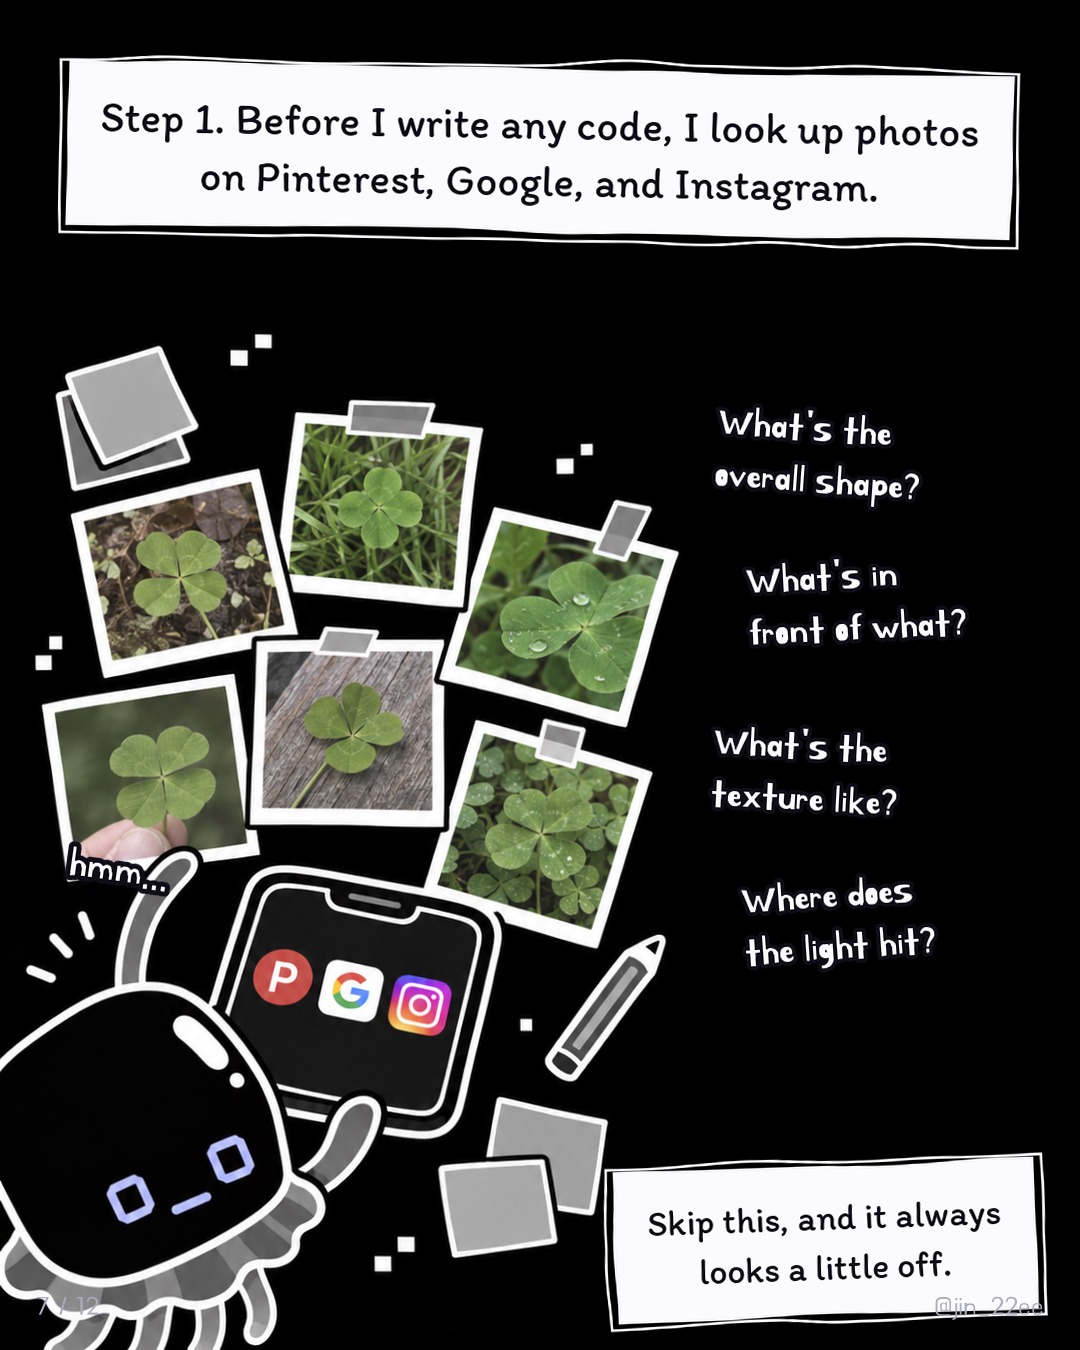 Step 1. Before I write any code, I look up photos
on Pinterest, Google, and Instagram.
What's the
overall shape?
What's in
front of what?
What's the
texture like?
Where does
the light hit?
hmm...
P
G
Skip this, and it always
looks a little off.
7 / 12
@jin_22ee